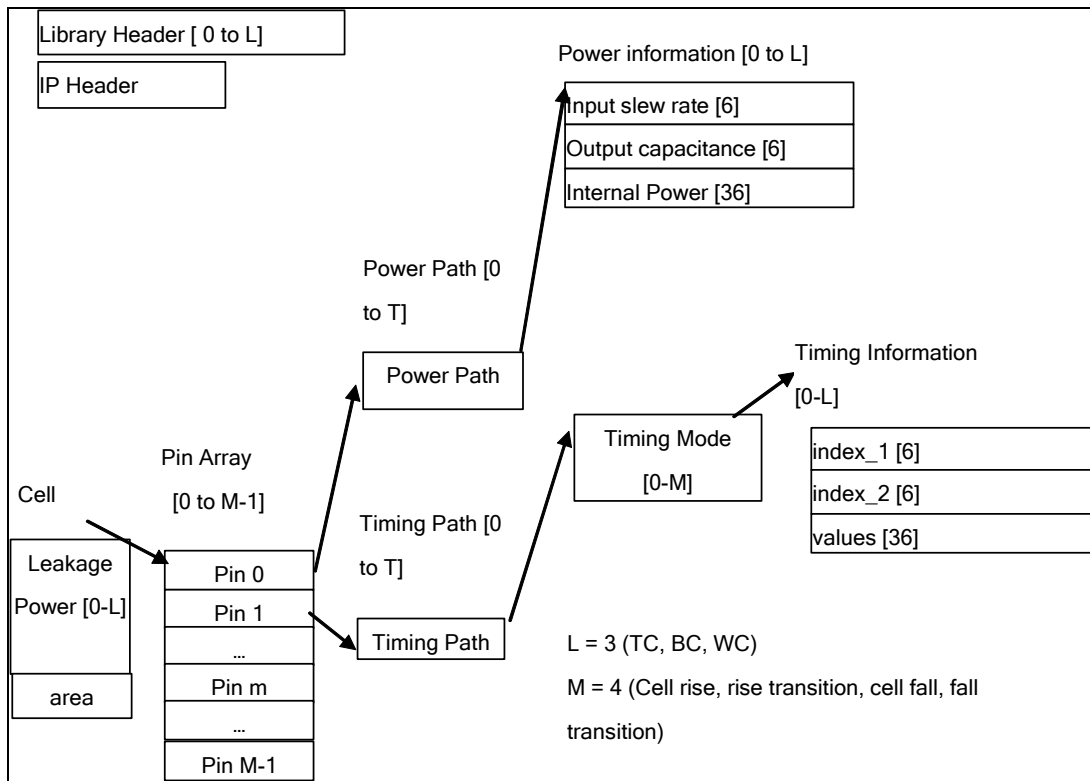 Library Header [ 0 to L]
IP Header
Power information [0 to L]
Input slew rate [6]
Output capacitance [6]
Internal Power [36]
Power Path [0
to T]
Power Path
Timing Information
[0-L]
Timing Mode
[0-M]
index_1 [6]
index_2 [6]
values [36]
Pin Array
[0 to M-1]
Cell
Timing Path [0
to T]
Leakage
Power [0-L]
area
Pin 0
Pin 1
...
Pin m
...
Pin M-1
Timing Path
L = 3 (TC, BC, WC)
M = 4 (Cell rise, rise transition, cell fall, fall
transition)